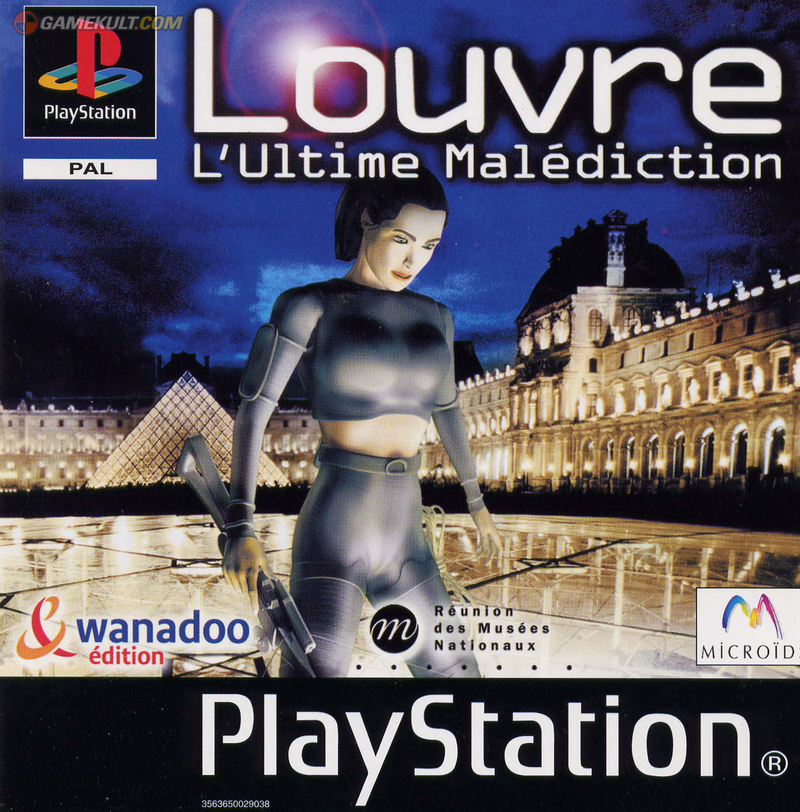 GAMEKULT.COM
PlayStation
PAL
Louvre
L'Ultime Malédiction
wanadoo
édition
m
Réunion
des Musées
Nationaux
MICROÏDS
PlayStation®
3563650029038